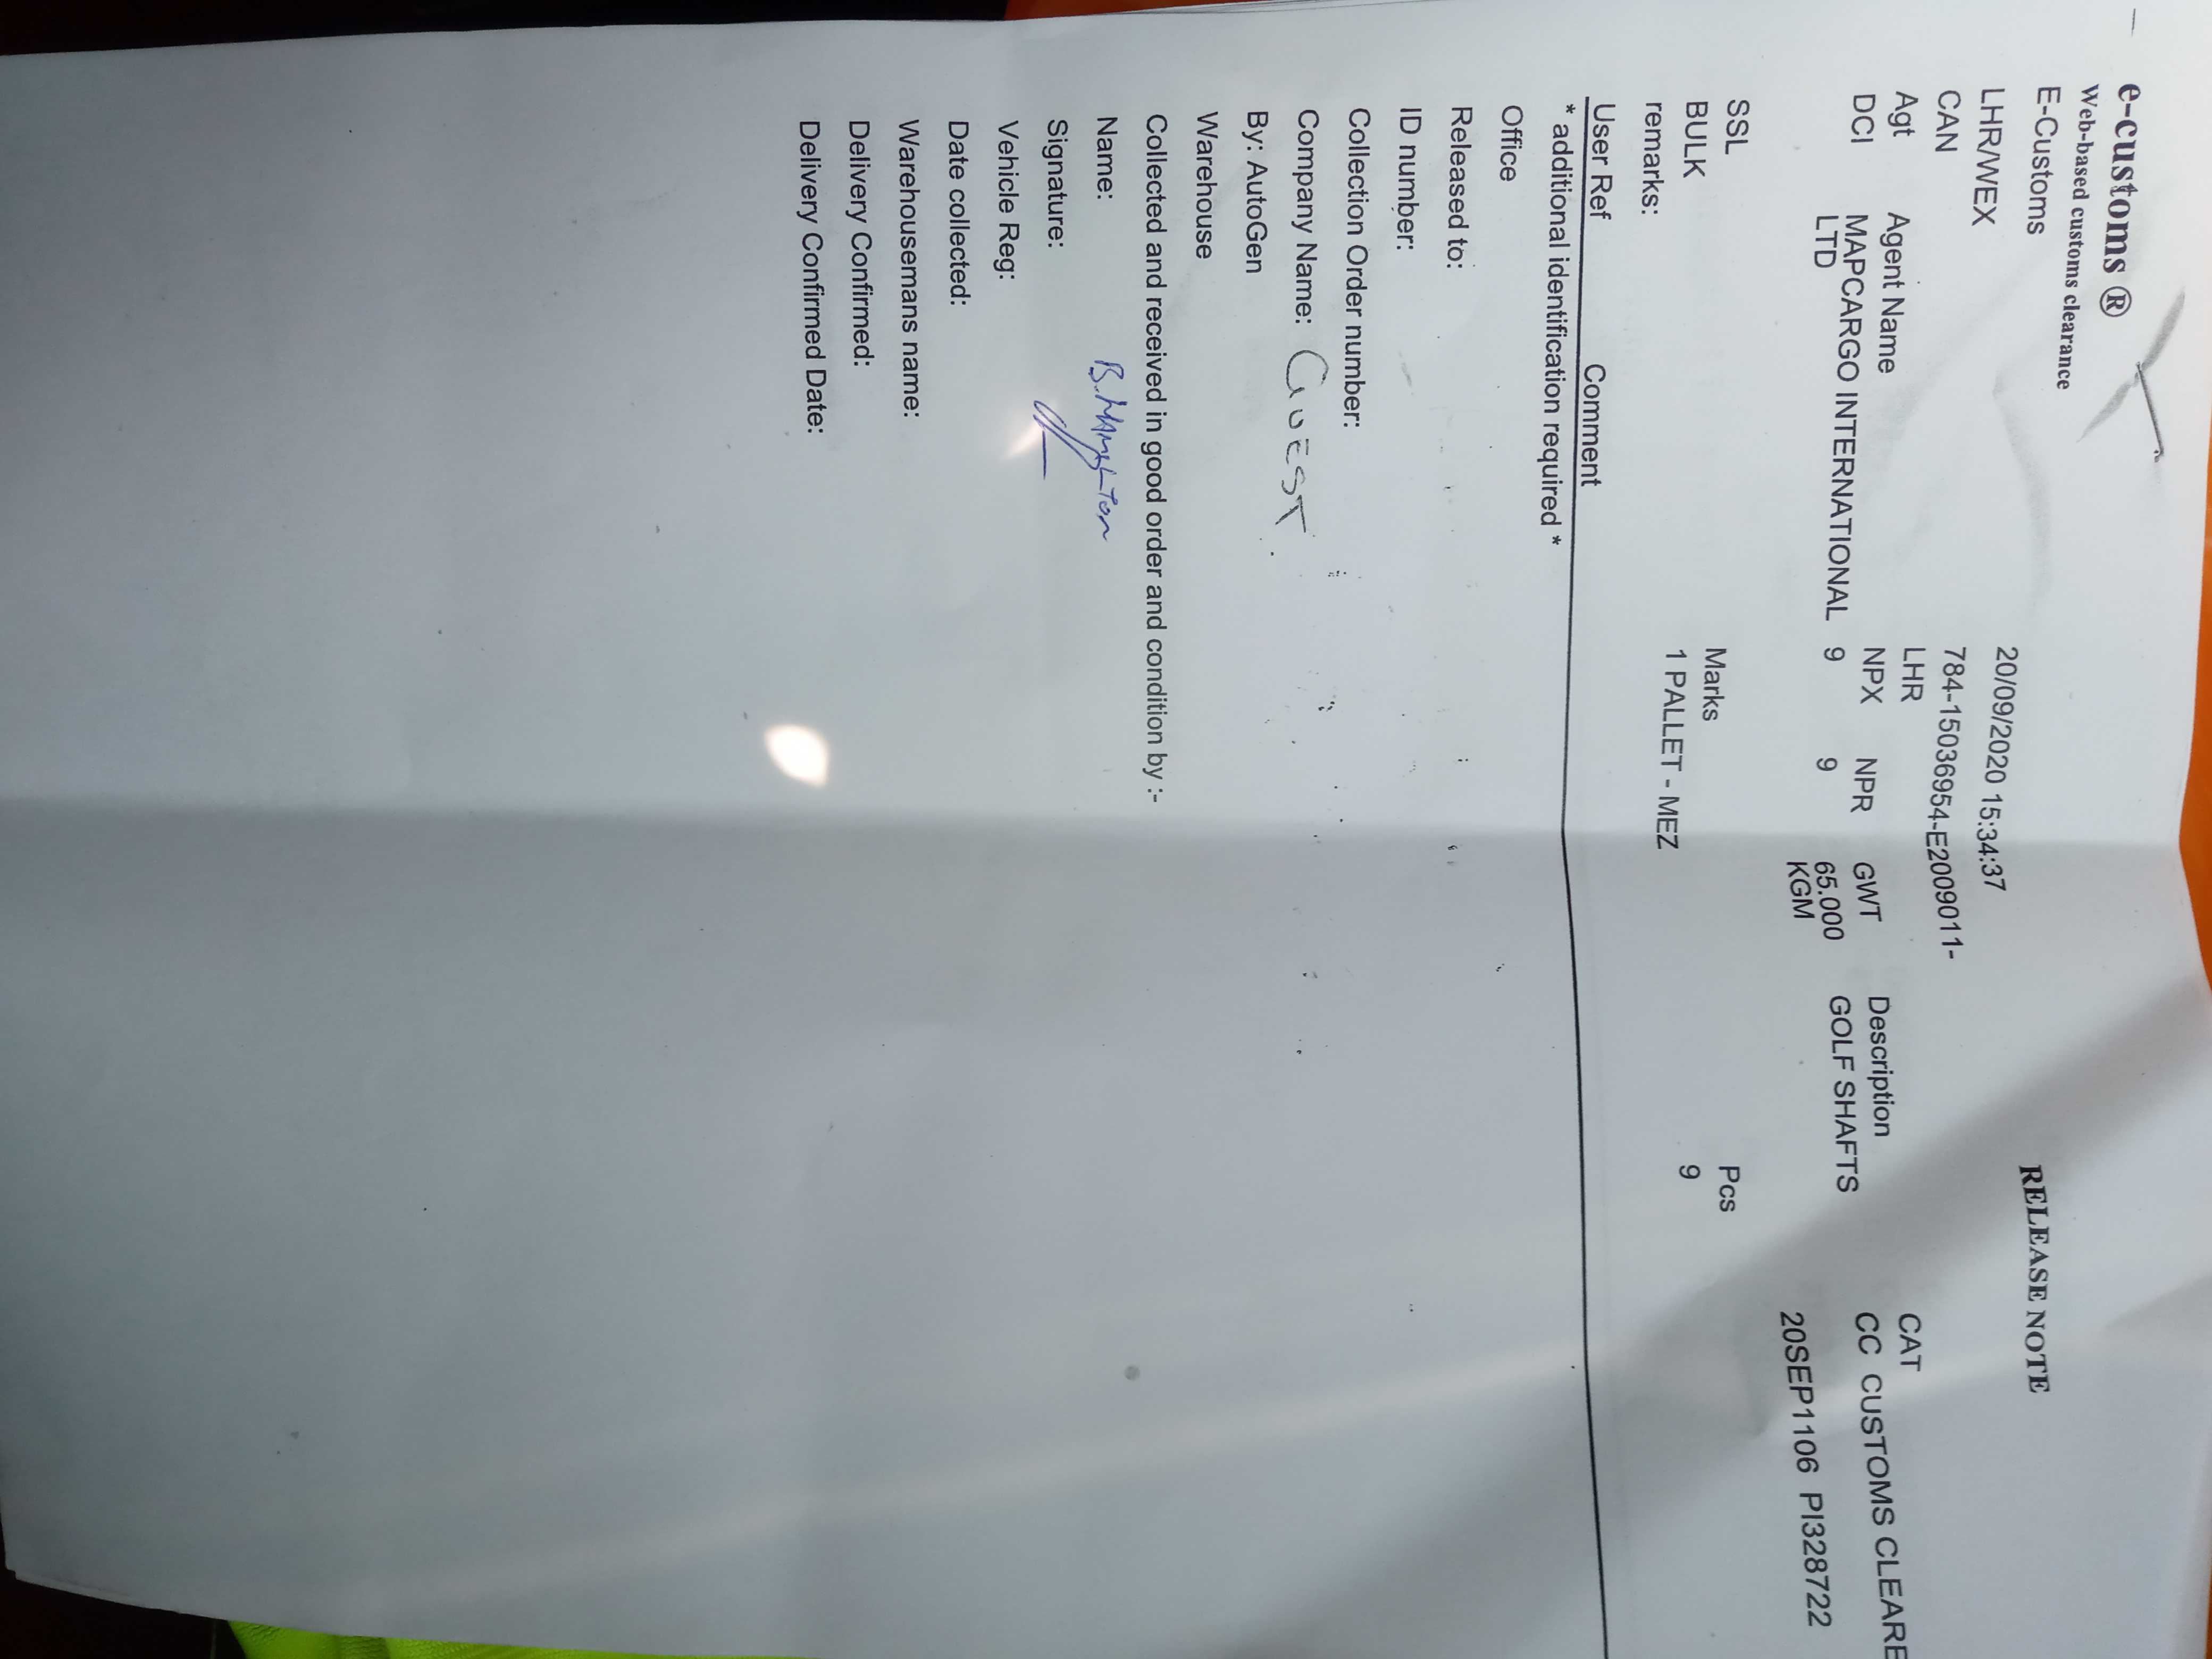 e-customs ®
Web-based customs clearance
RELEASE NOTE
E-Customs
LHR/WEX 20/09/2020 15:34:37
CAN 784-15036954-E2009011-
LHR CAT
Agt Agent Name NPX NPR GWT Description CC CUSTOMS CLEARE
DCI MAPCARGO INTERNATIONAL LTD 9 9 65.000 KGM GOLF SHAFTS 20SEP1106 PI328722
SSL Marks Pcs
BULK 1 PALLET - MEZ 9
remarks:
User Ref Comment
* additional identification required *
Office
Released to:
ID number:
Collection Order number:
Company Name: GUEST
By: AutoGen
Warehouse
Collected and received in good order and condition by :-
Name: B.
Signature:
Vehicle Reg:
Date collected:
Warehousemans name:
Delivery Confirmed:
Delivery Confirmed Date: